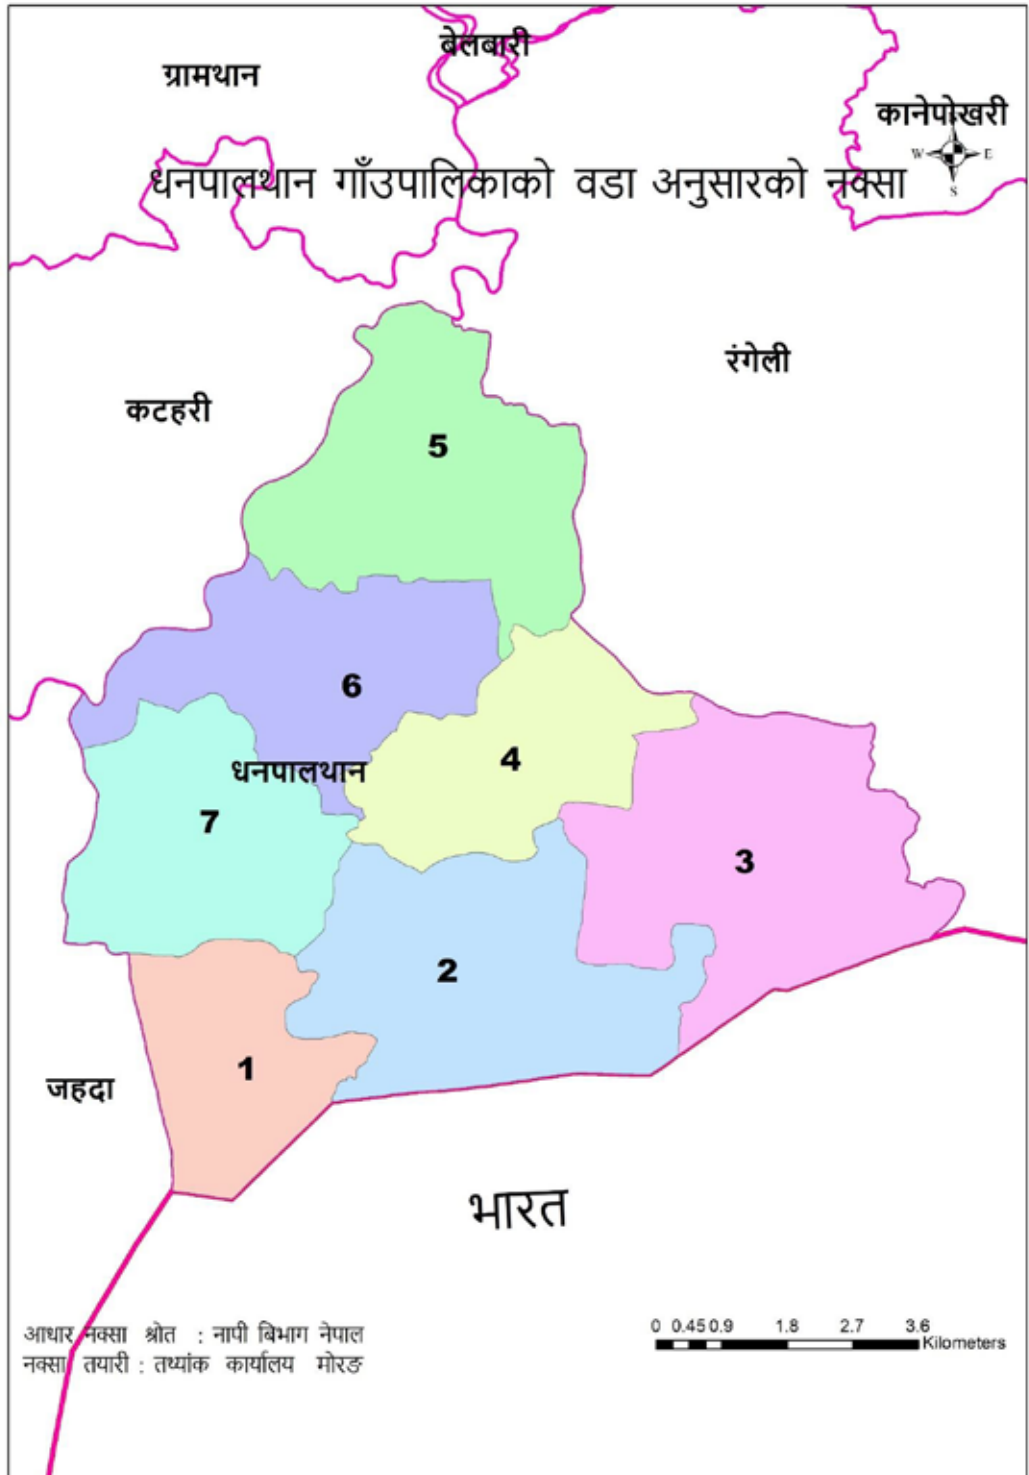 बेलबारी
ग्रामथान
कानेपोखरी
W E
S
धनपालथान गाँउपालिकाको वडा अनुसारको नक्सा
रंगेली
कटहरी
5
6
4
धनपालथान
7
3
2
1
जहदा
भारत
आधार नक्सा श्रोत : नापी बिभाग नेपाल
नक्सा तयारी : तथ्यांक कार्यालय मोरङ
0 0.45 0.9 1.8 2.7 3.6
Kilometers